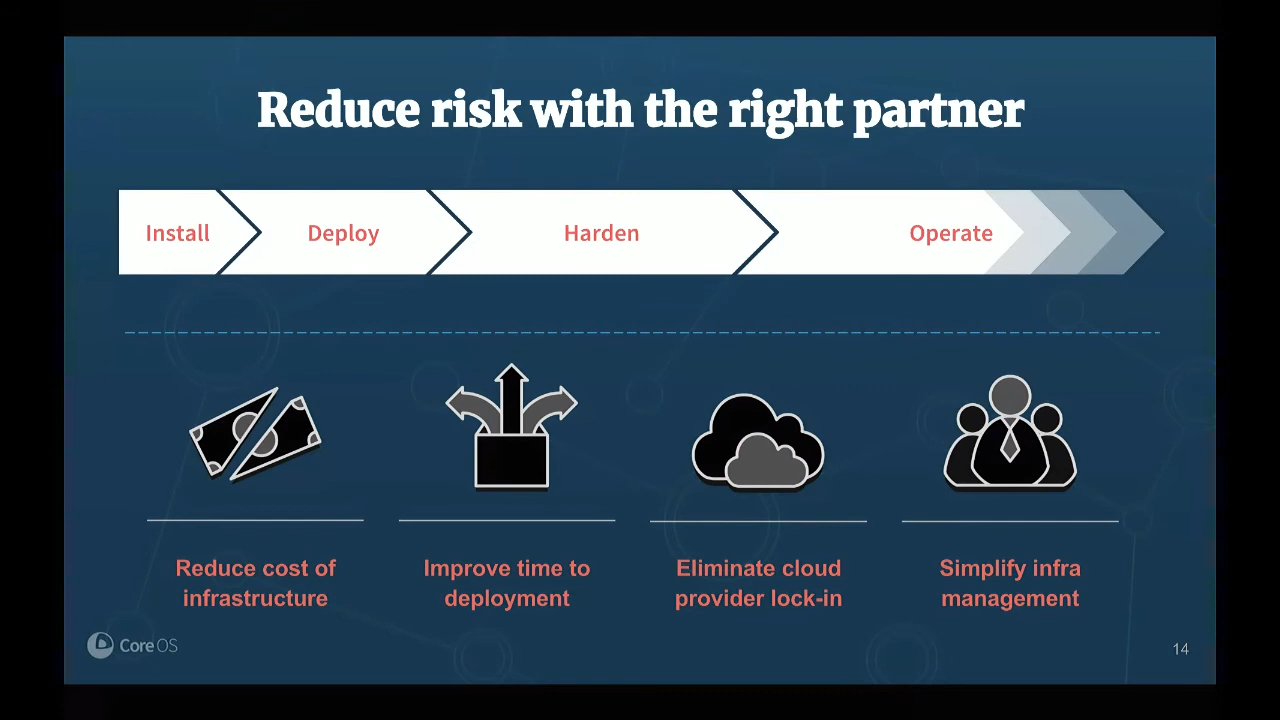 Reduce risk with the right partner
Install
Deploy
Harden
Operate
Reduce cost of
infrastructure
Improve time to
deployment
Eliminate cloud
provider lock-in
Simplify infra
management
CoreOS
14